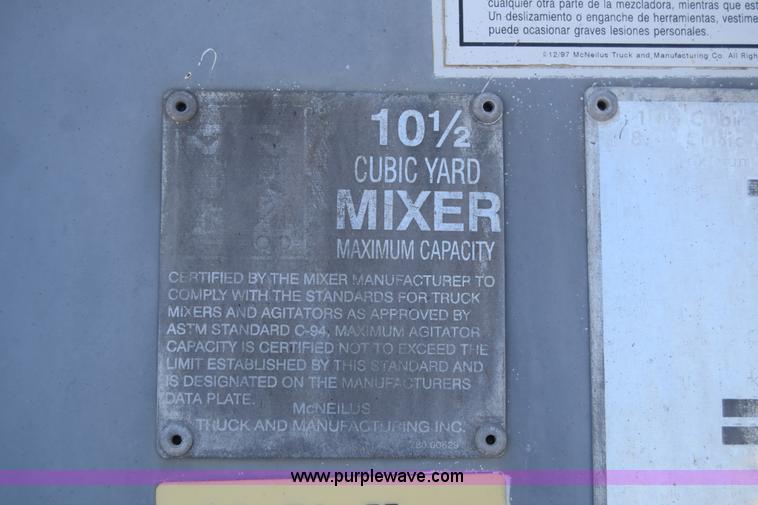 cualquier otra parte de la mezcladora, mientras que est
Un deslizamiento o enganche de herramientas, vestime
puede ocasionar graves lesiones personales.
©12/97 McNeilus Truck and Manufacturing Co. All Righ
10½
CUBIC YARD
MIXER
MAXIMUM CAPACITY
CERTIFIED BY THE MIXER MANUFACTURER TO
COMPLY WITH THE STANDARDS FOR TRUCK
MIXERS AND AGITATORS AS APPROVED BY
ASTM STANDARD C-94, MAXIMUM AGITATOR
CAPACITY IS CERTIFIED NOT TO EXCEED THE
LIMIT ESTABLISHED BY THIS STANDARD AND
IS DESIGNATED ON THE MANUFACTURERS
DATA PLATE.
McNEILUS
TRUCK AND MANUFACTURING INC.
Cubic
Cubic
www.purplewave.com